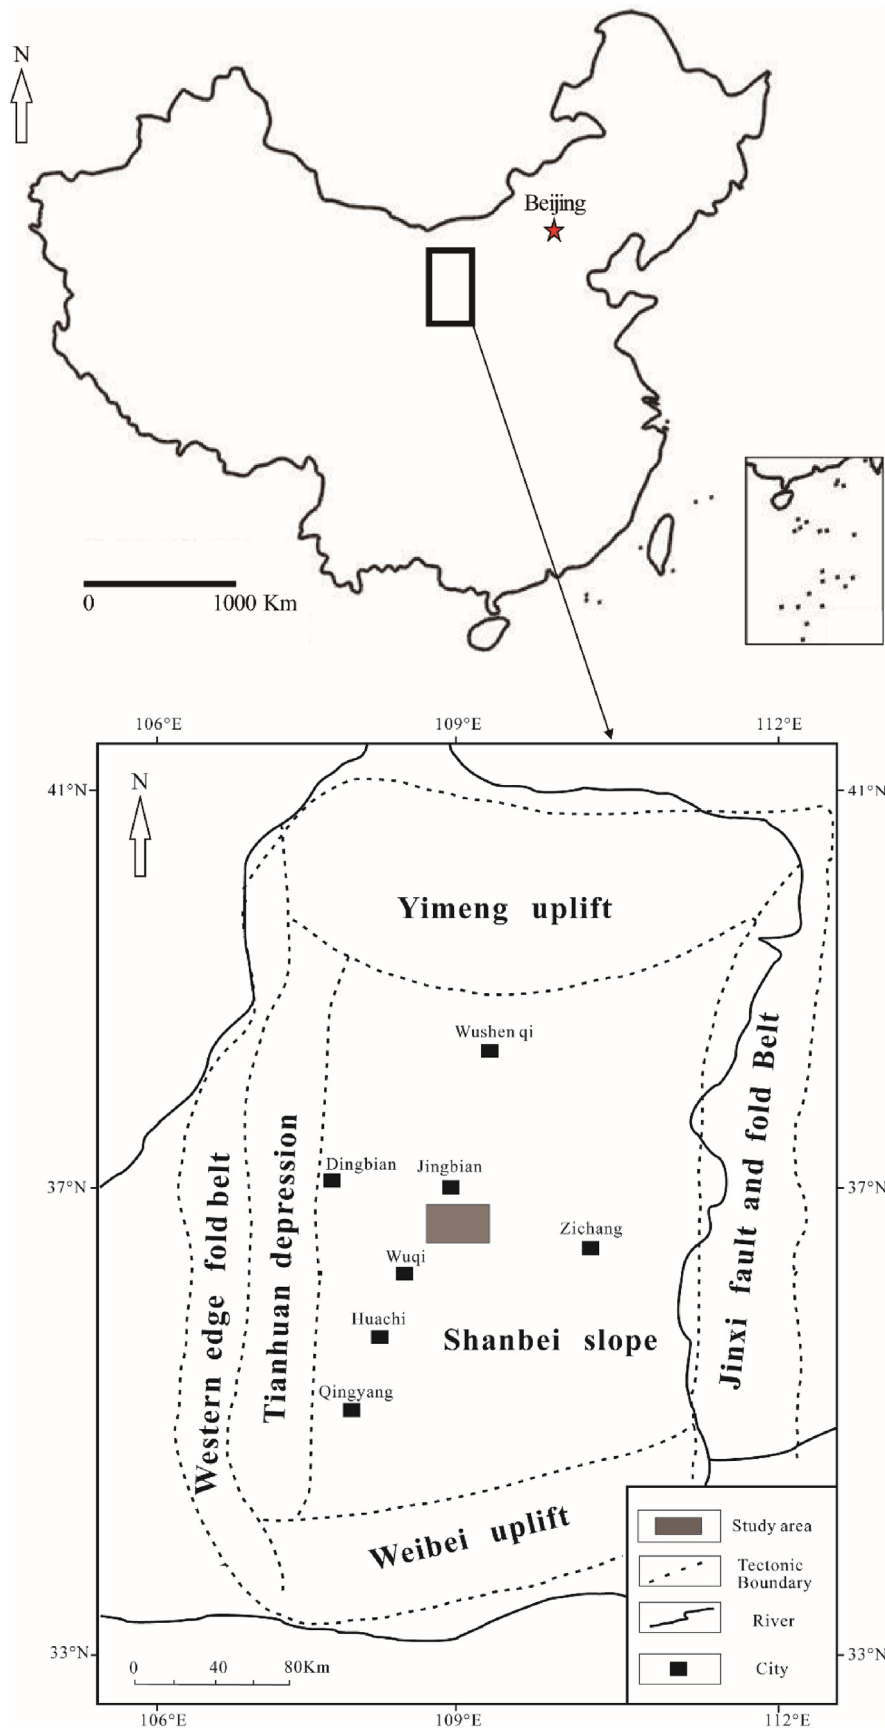 N
Beijing
0 1000 Km
106°E 109°E 112°E
N
41°N 41°N
Yimeng uplift
Wushen qi
Dingbian Jingbian
37°N 37°N
Zichang
Wuqi
Huachi
Shanbei slope
Qingyang
Western edge fold belt
Tianhuan depression
Jinxi fault and fold Belt
Weibei uplift
Study area
Tectonic
Boundary
River
City
33°N 33°N
0 40 80Km
106°E 109°E 112°E